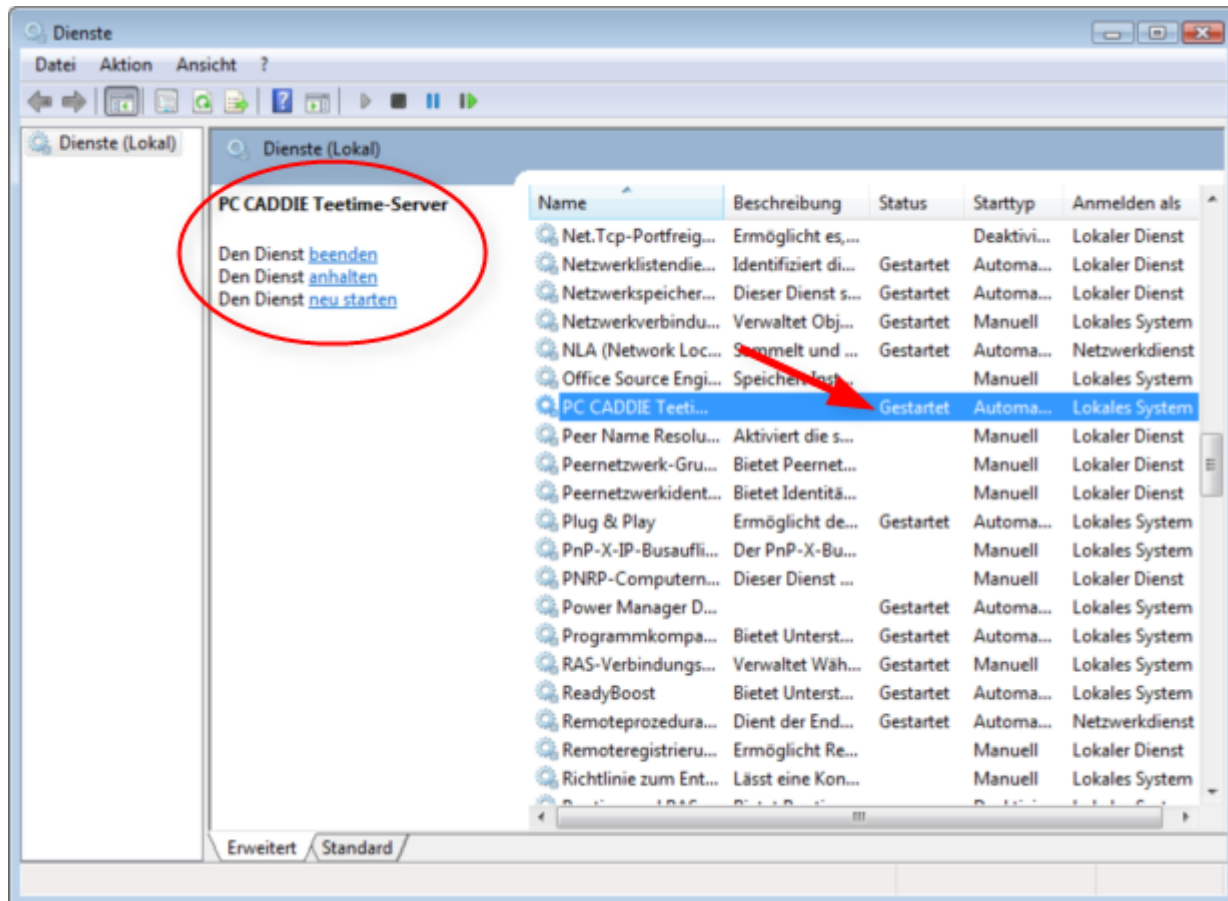 Dienste
Datei Aktion Ansicht ?
Dienste (Lokal)
Dienste (Lokal)
PC CADDIE Teetime-Server
Den Dienst beenden
Den Dienst anhalten
Den Dienst neu starten
Name Beschreibung Status Starttyp Anmelden als
Net.Tcp-Portfreig... Ermöglicht es,... Deaktivi... Lokaler Dienst
Netzwerklistendie... Identifiziert di... Gestartet Automa... Lokaler Dienst
Netzwerkspeicher... Dieser Dienst s... Gestartet Automa... Lokaler Dienst
Netzwerkverbindu... Verwaltet Obj... Gestartet Manuell Lokales System
NLA (Network Loc... Sammelt und ... Gestartet Automa... Netzwerkdienst
Office Source Engi... Speichert Manuell Lokales System
PC CADDIE Teeti... Gestartet Automa... Lokales System
Peer Name Resolu... Aktiviert die s... Manuell Lokaler Dienst
Peernetzwerk-Gru... Bietet Peernet... Manuell Lokaler Dienst
Peernetzwerkident... Bietet Identitä... Manuell Lokaler Dienst
Plug & Play Ermöglicht de... Gestartet Automa... Lokales System
PnP-X-IP-Busaufli... Der PnP-X-Bu... Manuell Lokales System
PNRP-Computern... Dieser Dienst ... Manuell Lokaler Dienst
Power Manager D... Gestartet Automa... Lokales System
Programmkompa... Bietet Unterst... Gestartet Automa... Lokales System
RAS-Verbindungs... Verwaltet Wäh... Gestartet Manuell Lokales System
ReadyBoost Bietet Unterst... Gestartet Automa... Lokales System
Remoteprozedura... Dient der End... Gestartet Automa... Netzwerkdienst
Remoteregistrieru... Ermöglicht Re... Manuell Lokaler Dienst
Richtlinie zum Ent... Lässt eine Kon... Manuell Lokales System
Erweitert Standard